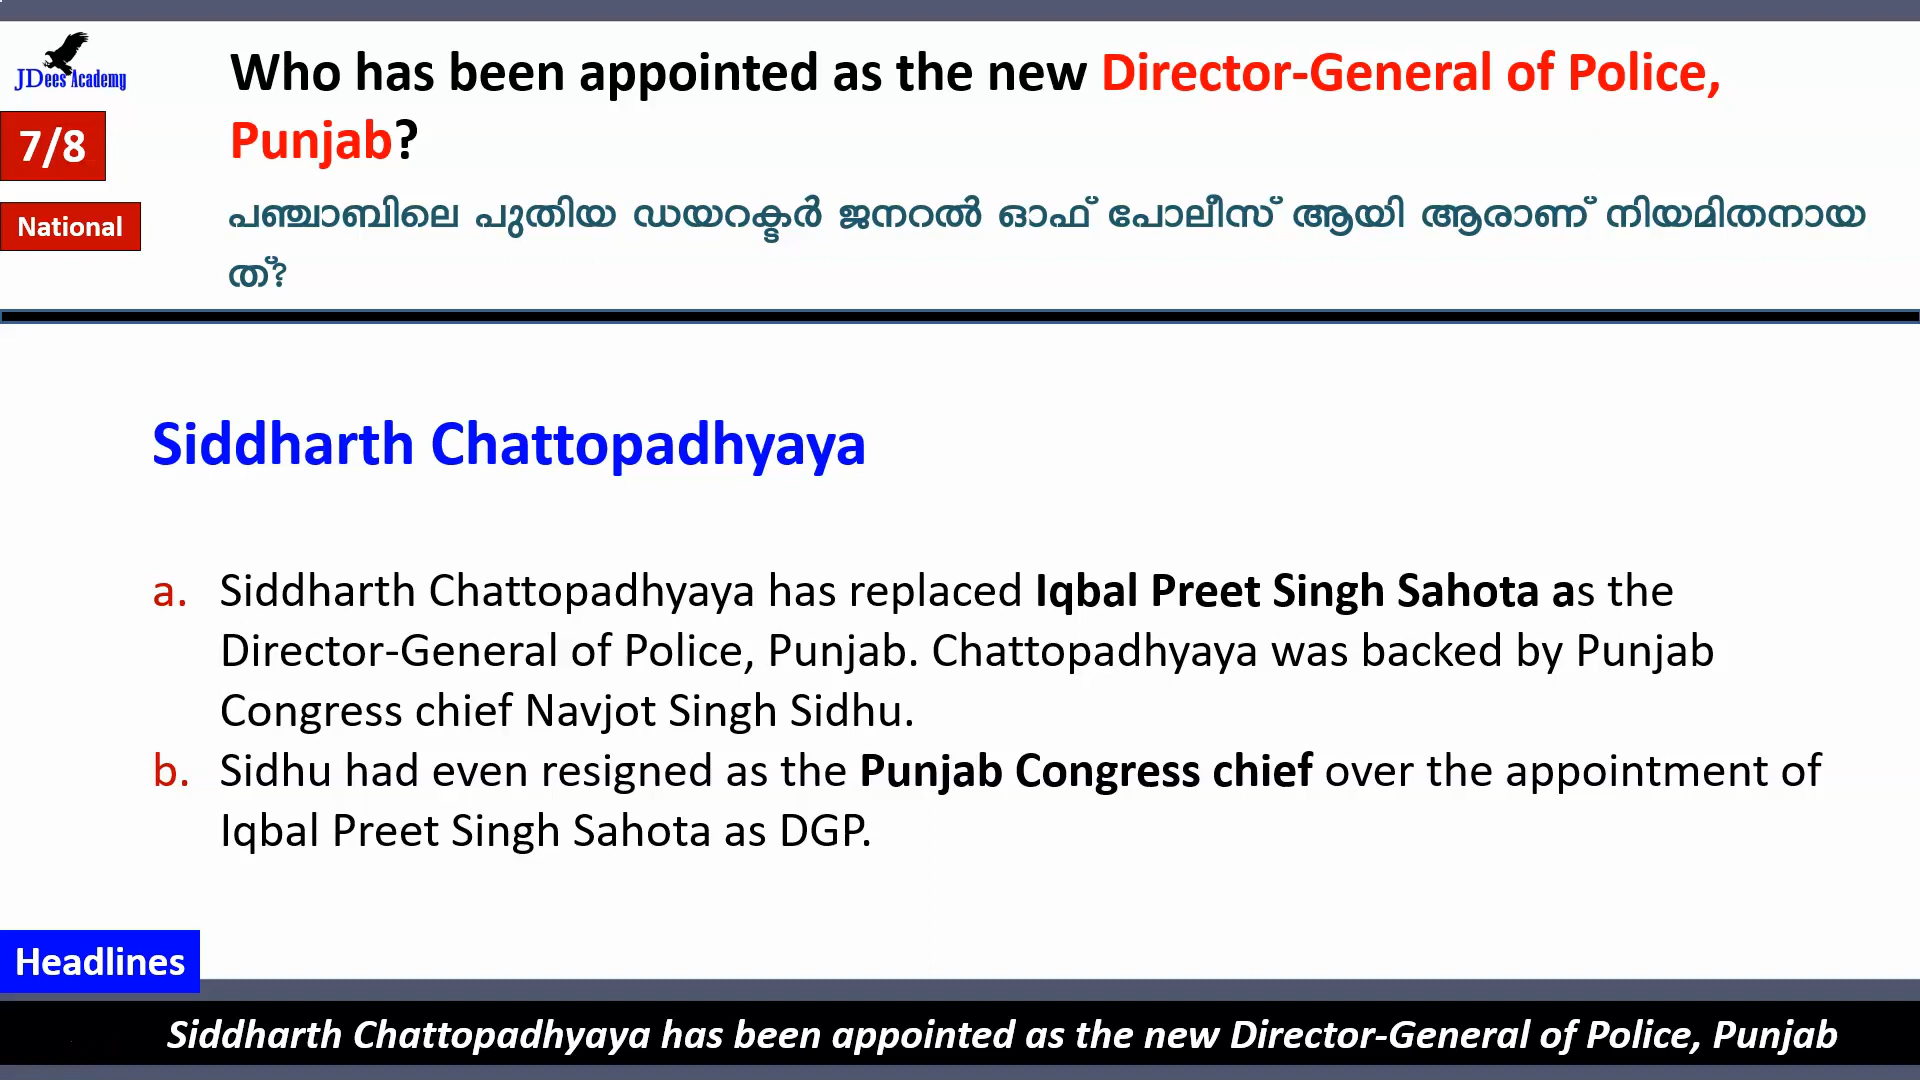 JDees Academy
Who has been appointed as the new Director-General of Police,
Punjab?
7/8
National
പഞ്ചാബിലെ പുതിയ ഡയറക്ടർ ജനറൽ ഓഫ് പോലീസ് ആയി ആരാണ് നിയമിതനായ
ത്?
Siddharth Chattopadhyaya
a. Siddharth Chattopadhyaya has replaced Iqbal Preet Singh Sahota as the
Director-General of Police, Punjab. Chattopadhyaya was backed by Punjab
Congress chief Navjot Singh Sidhu.
b. Sidhu had even resigned as the Punjab Congress chief over the appointment of
Iqbal Preet Singh Sahota as DGP.
Headlines
Siddharth Chattopadhyaya has been appointed as the new Director-General of Police, Punjab